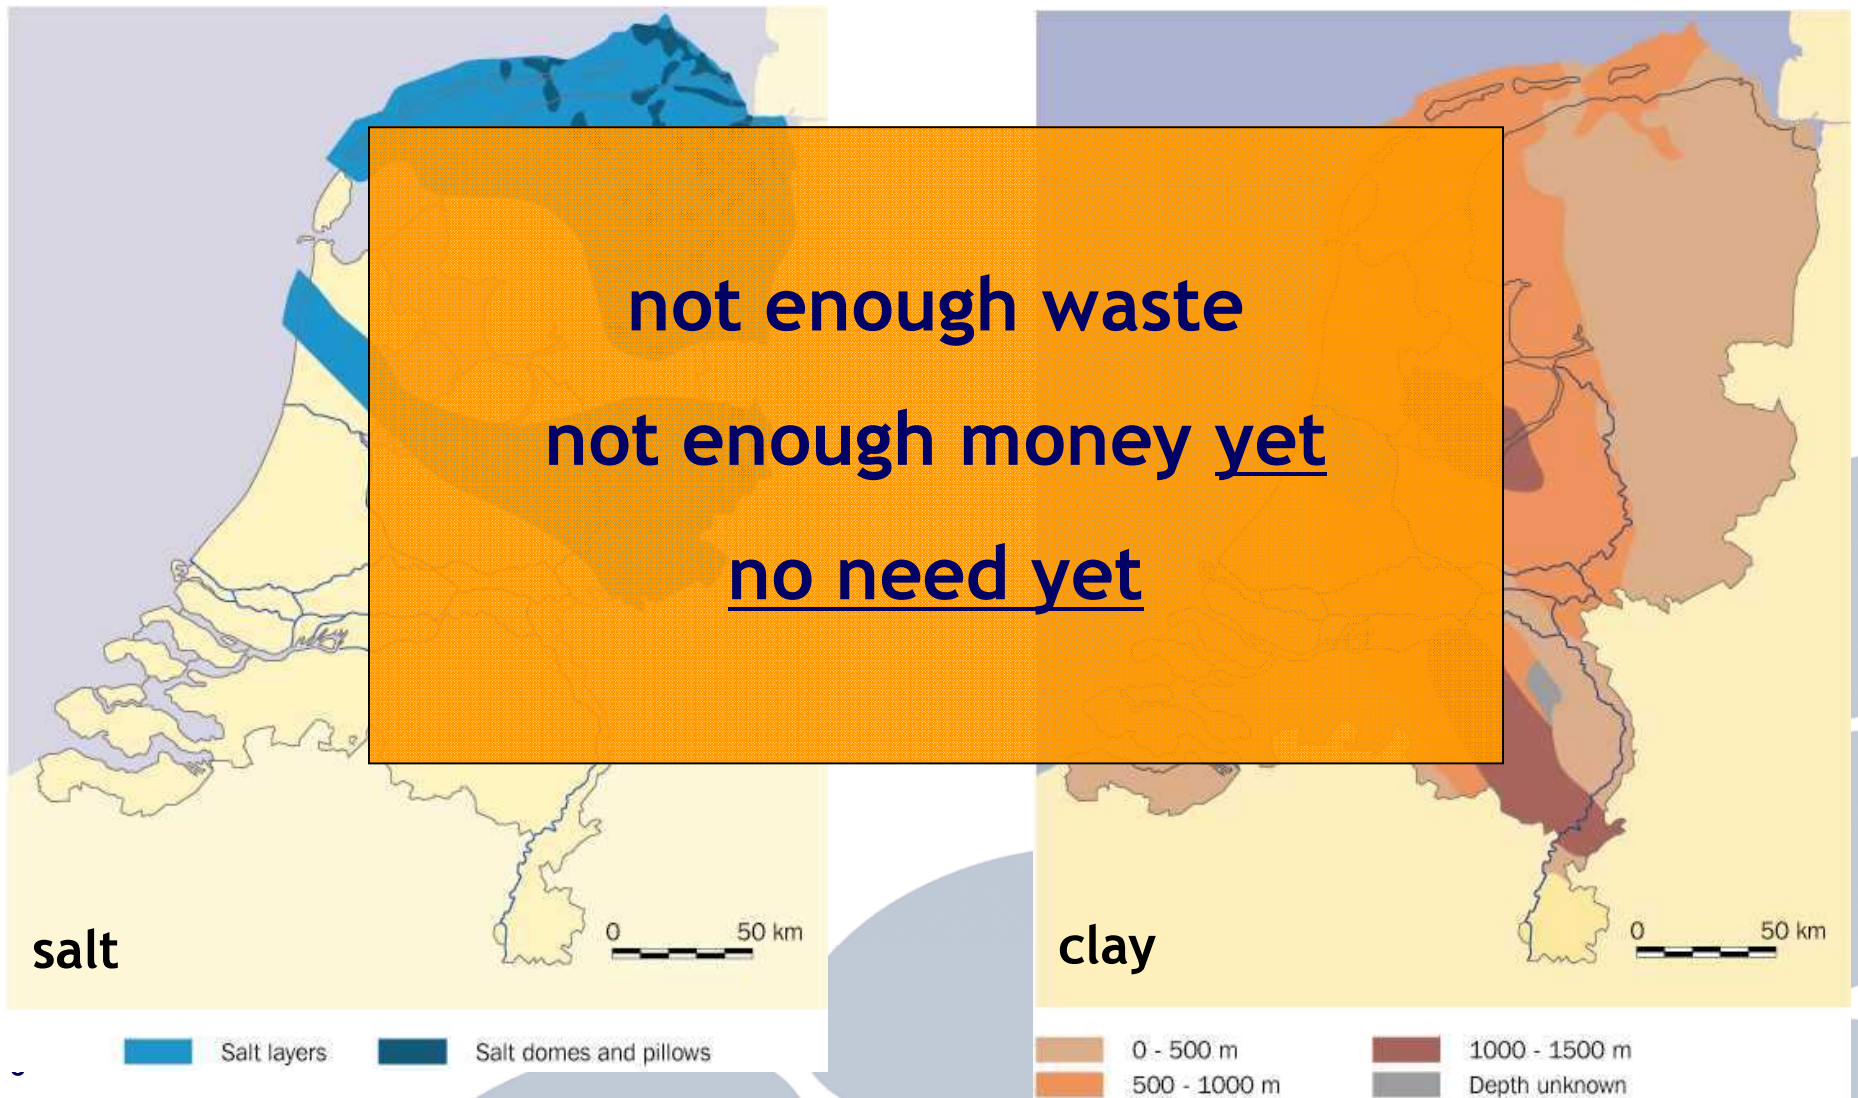 not enough waste
not enough money yet
no need yet
salt
0 50 km
Salt layers
Salt domes and pillows
clay
0 50 km
0 - 500 m
1000 - 1500 m
500 - 1000 m
Depth unknown